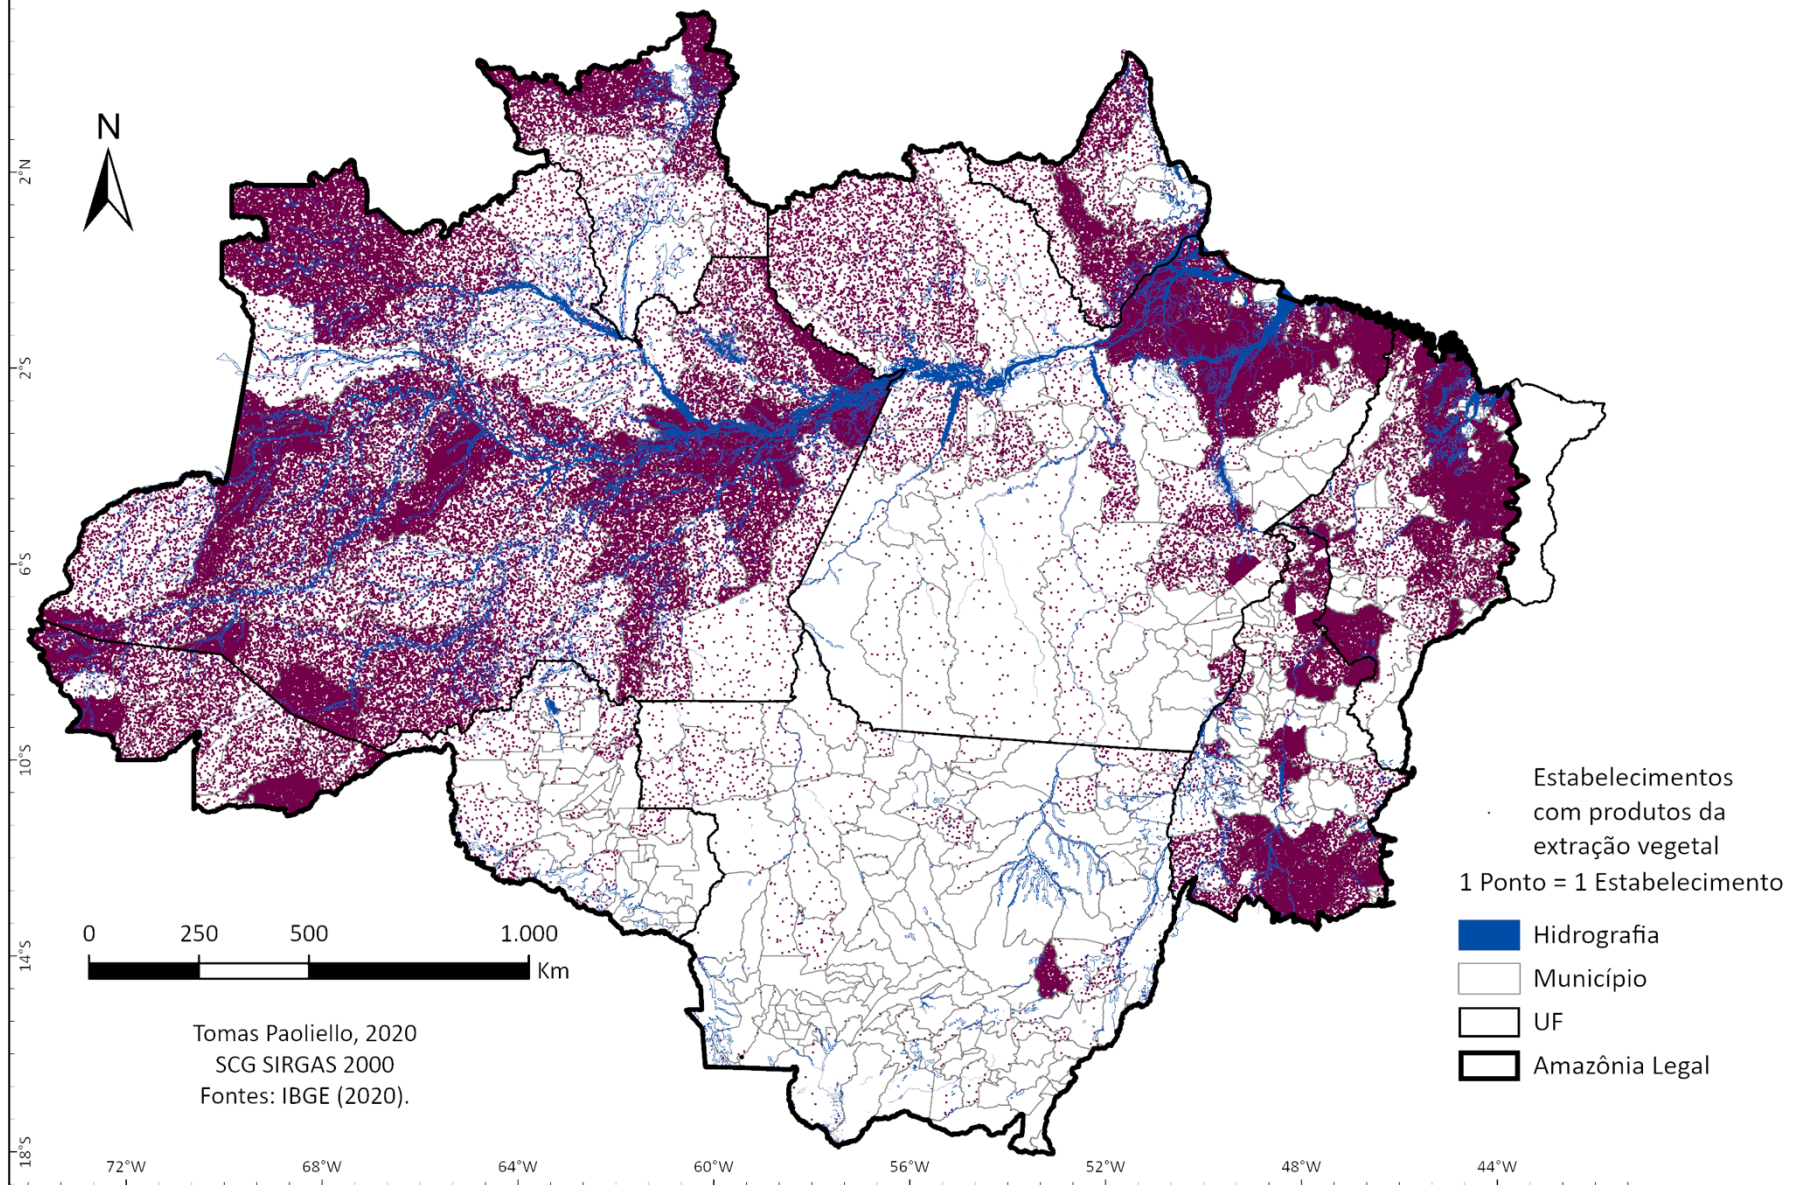 N
2°N
2°S
6°S
10°S
14°S
18°S
72°W
68°W
64°W
60°W
56°W
52°W
48°W
44°W
0
250
500
1.000
Km
Tomas Paoliello, 2020
SCG SIRGAS 2000
Fontes: IBGE (2020).
Estabelecimentos
com produtos da
extração vegetal
1 Ponto = 1 Estabelecimento
Hidrografia
Município
UF
Amazônia Legal